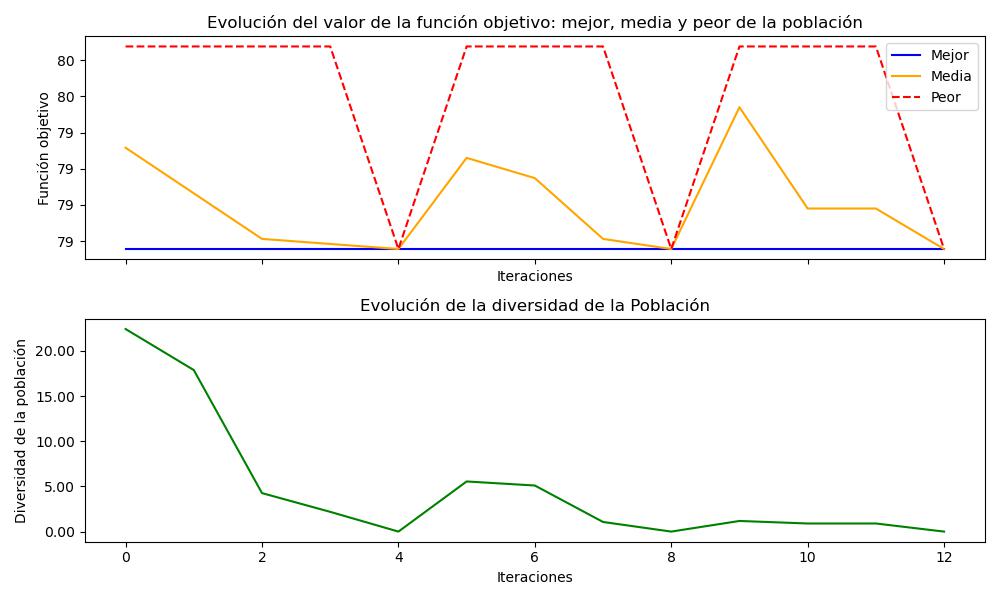 Evolución del valor de la función objetivo: mejor, media y peor de la población
Función objetivo
80
80
79
79
79
79
Mejor
Media
Peor
Iteraciones
Evolución de la diversidad de la Población
Diversidad de la población
20.00
15.00
10.00
5.00
0.00
0 2 4 6 8 10 12
Iteraciones